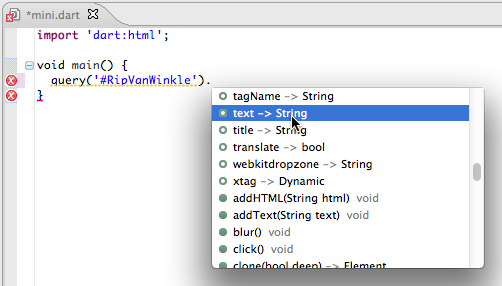 *mini.dart
import 'dart:html';
void main() {
query('#RipVanWinkle').
}
tagName -> String
text -> String
title -> String
translate -> bool
webkitdropzone -> String
xtag -> Dynamic
addHTML(String html) void
addText(String text) void
blur() void
click() void
clone(bool deep) -> Element